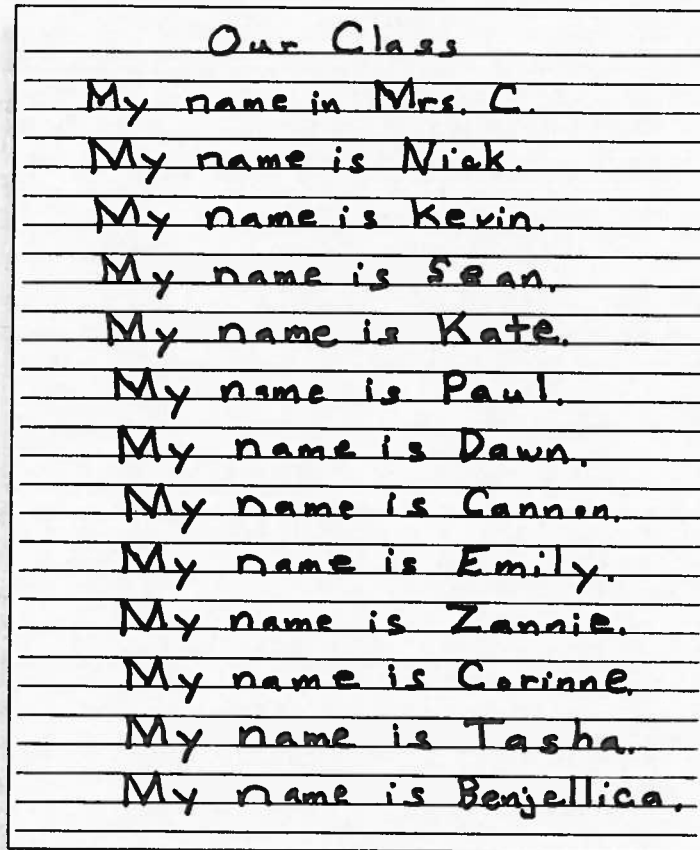 Our Class
My name in Mrs. C.
My name is Nick.
My name is Kevin.
My name is Sean.
My name is Kate.
My name is Paul.
My name is Dawn.
My name is Cannon.
My name is Emily.
My name is Zannie.
My name is Corinne.
My name is Tasha.
My name is Benjellica.